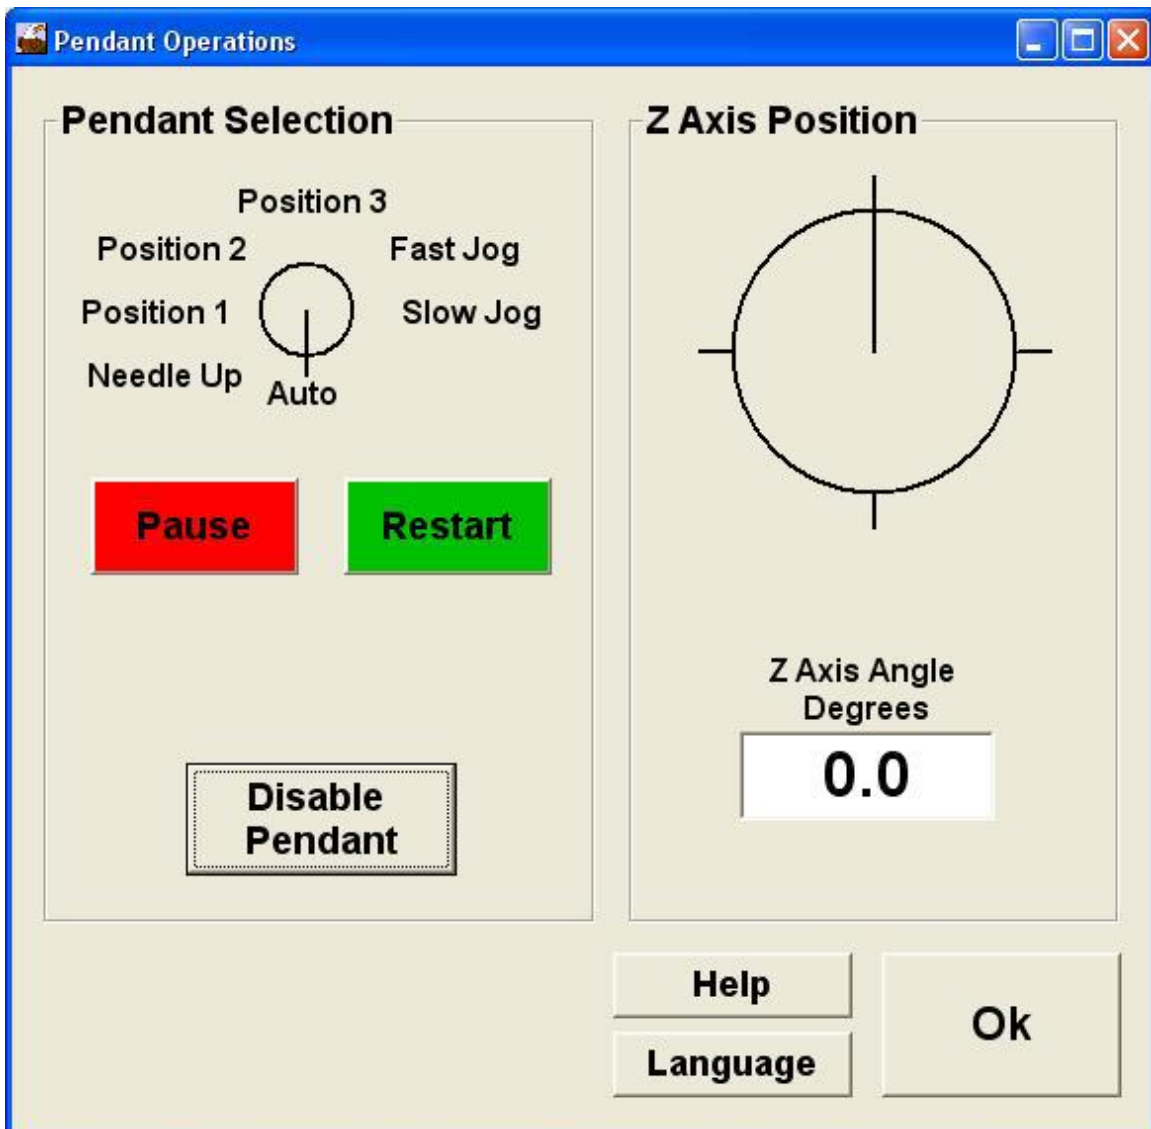 Pendant Operations
Pendant Selection
Position 3
Position 2
Fast Jog
Position 1
Slow Jog
Needle Up
Auto
Pause
Restart
Disable
Pendant
Z Axis Position
Z Axis Angle
Degrees
0.0
Help
Language
Ok